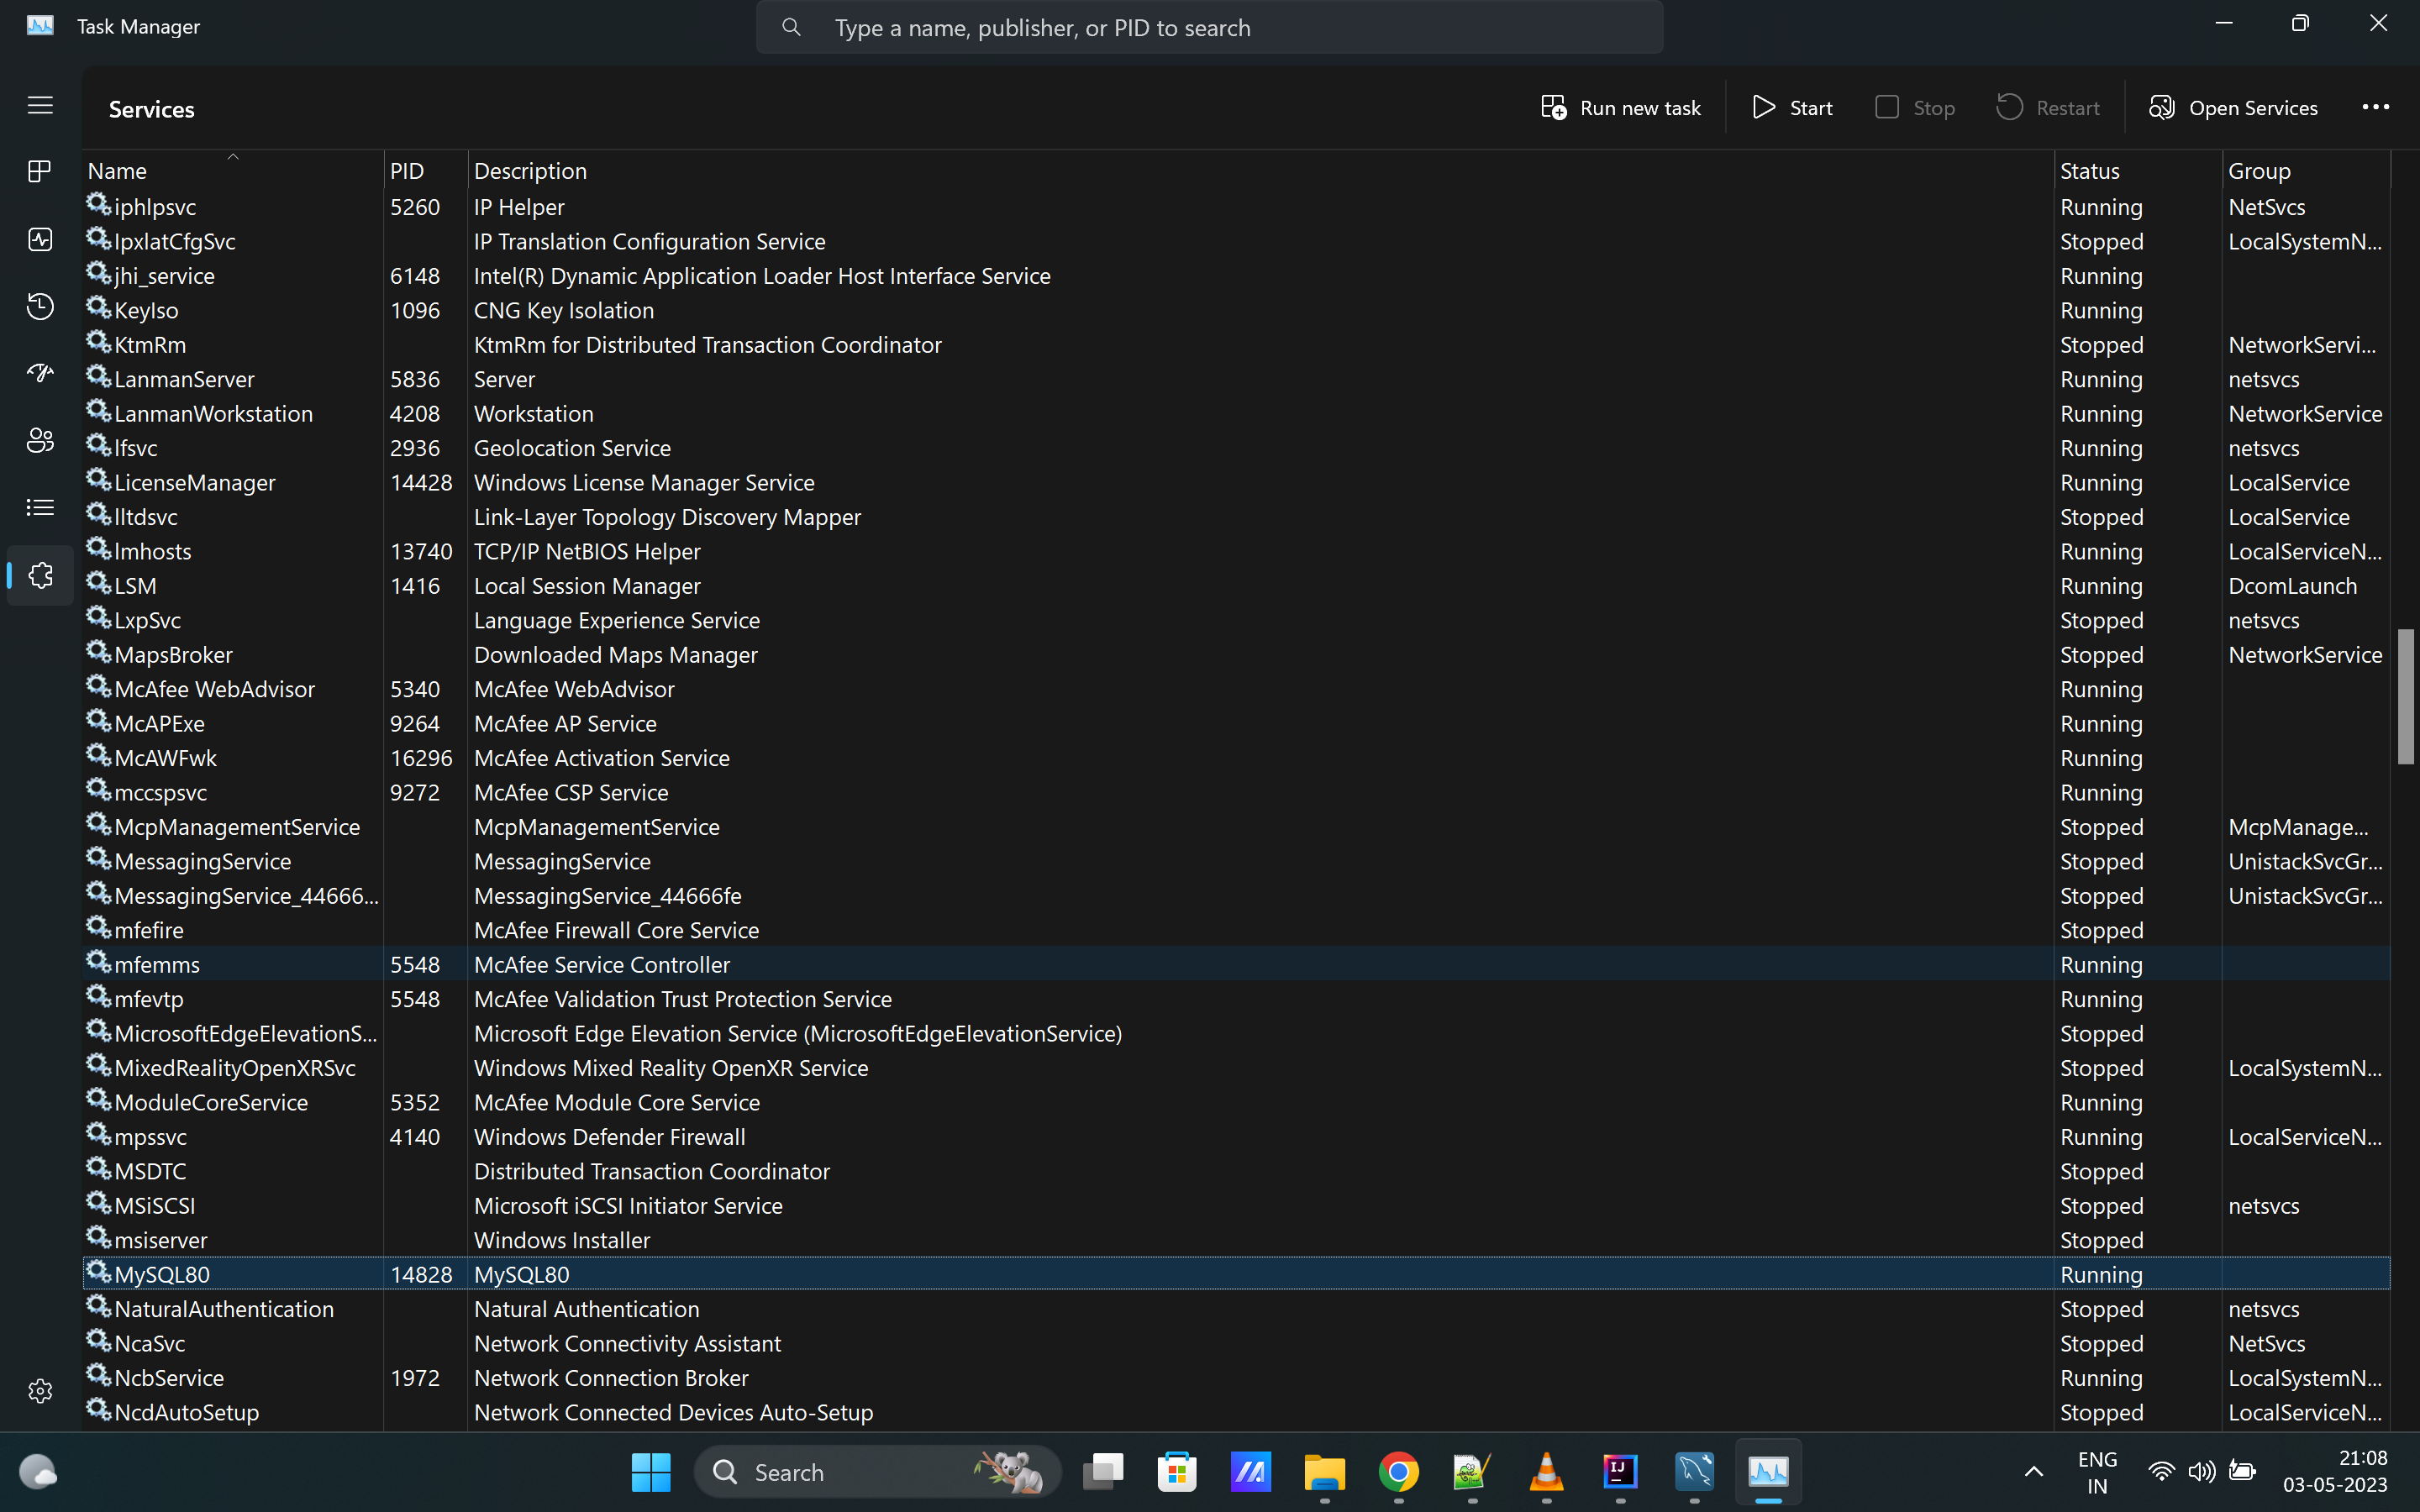 Task Manager
Type a name, publisher, or PID to search
Services Run new task Start Stop Restart Open Services
Name PID Description Status Group
iphlpsvc 5260 IP Helper Running NetSvcs
IpxlatCfgSvc IP Translation Configuration Service Stopped LocalSystemN...
jhi_service 6148 Intel(R) Dynamic Application Loader Host Interface Service Running
KeyIso 1096 CNG Key Isolation Running
KtmRm KtmRm for Distributed Transaction Coordinator Stopped NetworkServi...
LanmanServer 5836 Server Running netsvcs
LanmanWorkstation 4208 Workstation Running NetworkService
lfsvc 2936 Geolocation Service Running netsvcs
LicenseManager 14428 Windows License Manager Service Running LocalService
lltdsvc Link-Layer Topology Discovery Mapper Stopped LocalService
lmhosts 13740 TCP/IP NetBIOS Helper Running LocalServiceN...
LSM 1416 Local Session Manager Running DcomLaunch
LxpSvc Language Experience Service Stopped netsvcs
MapsBroker Downloaded Maps Manager Stopped NetworkService
McAfee WebAdvisor 5340 McAfee WebAdvisor Running
McAPExe 9264 McAfee AP Service Running
McAWFwk 16296 McAfee Activation Service Running
mccspsvc 9272 McAfee CSP Service Running
McpManagementService McpManagementService Stopped McpManage...
MessagingService MessagingService Stopped UnistackSvcGr...
MessagingService_44666... MessagingService_44666fe Stopped UnistackSvcGr...
mfefire McAfee Firewall Core Service Stopped
mfemms 5548 McAfee Service Controller Running
mfevtp 5548 McAfee Validation Trust Protection Service Running
MicrosoftEdgeElevationS... Microsoft Edge Elevation Service (MicrosoftEdgeElevationService) Stopped
MixedRealityOpenXRSvc Windows Mixed Reality OpenXR Service Stopped LocalSystemN...
ModuleCoreService 5352 McAfee Module Core Service Running
mpssvc 4140 Windows Defender Firewall Running LocalServiceN...
MSDTC Distributed Transaction Coordinator Stopped
MSiSCSI Microsoft iSCSI Initiator Service Stopped netsvcs
msiserver Windows Installer Stopped
MySQL80 14828 MySQL80 Running
NaturalAuthentication Natural Authentication Stopped netsvcs
NcaSvc Network Connectivity Assistant Stopped NetSvcs
NcbService 1972 Network Connection Broker Running LocalSystemN...
NcdAutoSetup Network Connected Devices Auto-Setup Stopped LocalServiceN...
Search
IJ
ENG
IN
21:08
03-05-2023